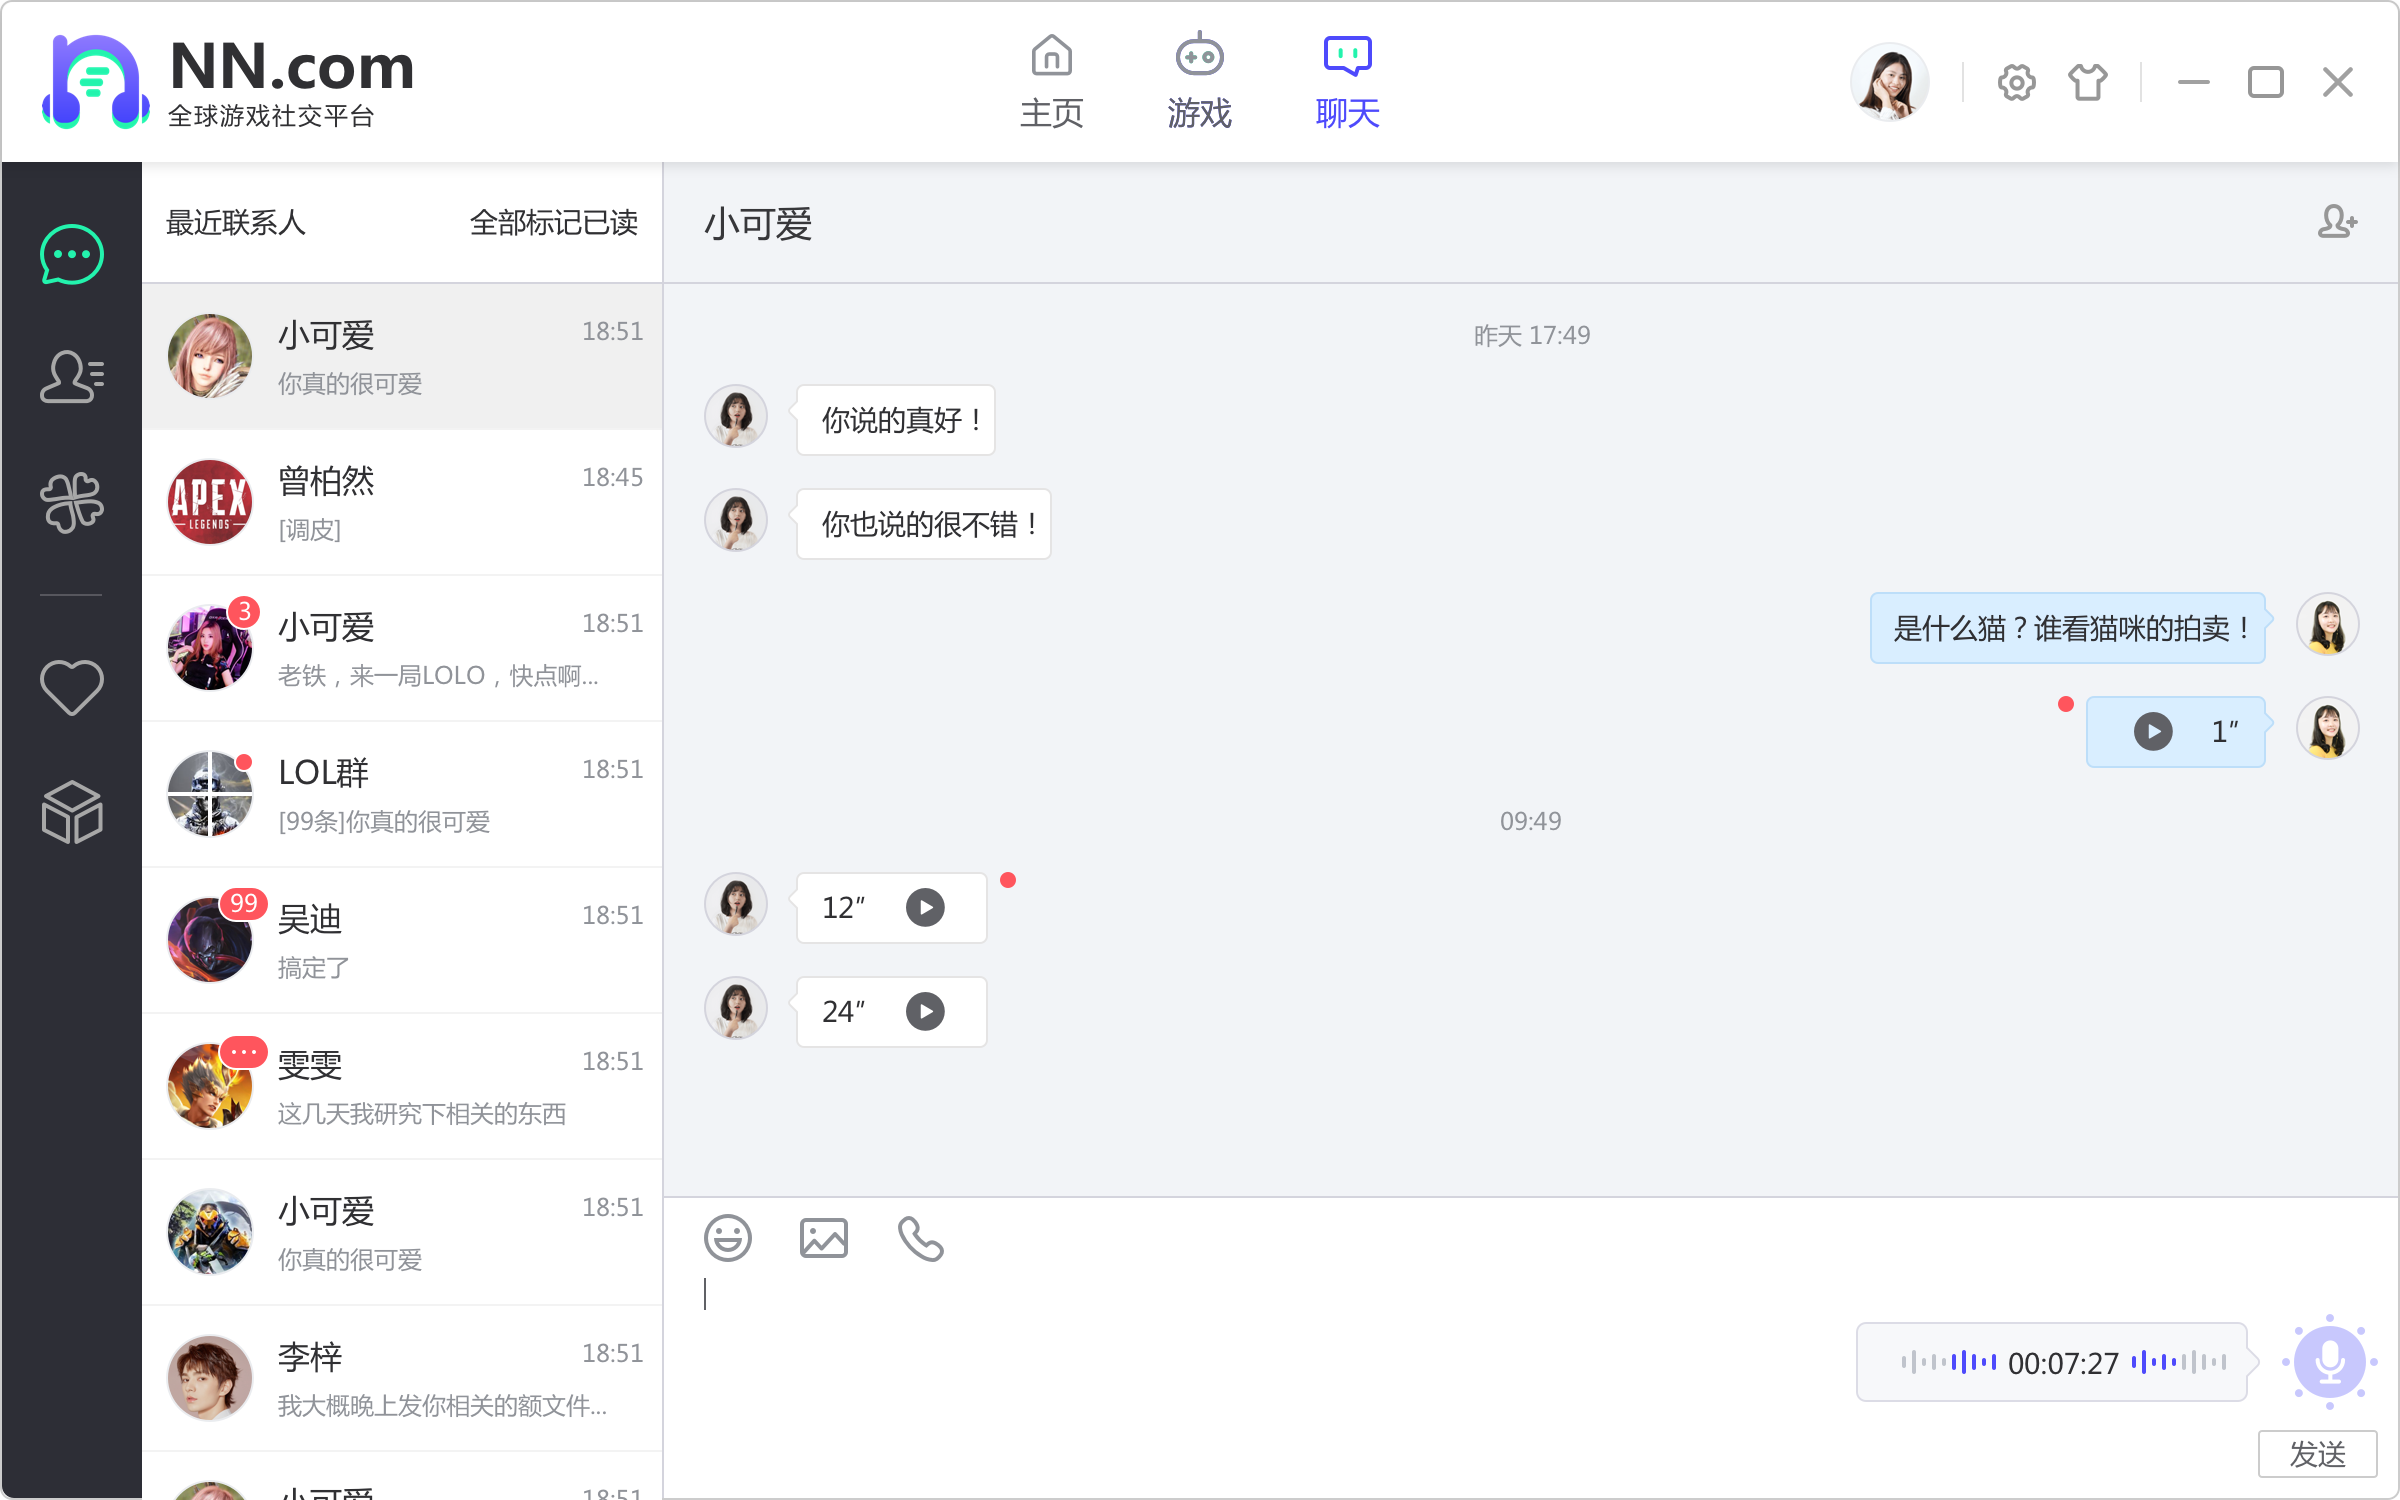 NN.com
全球游戏社交平台
主页
游戏
聊天
最近联系人
全部标记已读
小可爱
18:51
你真的很可爱
APEX
LEGENDS
曾柏然
18:45
[调皮]
3
小可爱
18:51
老铁，来一局LOLO，快点啊...
LOL群
18:51
[99条]你真的很可爱
99
吴迪
18:51
搞定了
雯雯
18:51
这几天我研究下相关的东西
小可爱
18:51
你真的很可爱
李梓
18:51
我大概晚上发你相关的额文件...
小可爱
18:51
小可爱
昨天 17:49
你说的真好！
你也说的很不错！
是什么猫？谁看猫咪的拍卖！
1″
09:49
12″
24″
00:07:27
发送